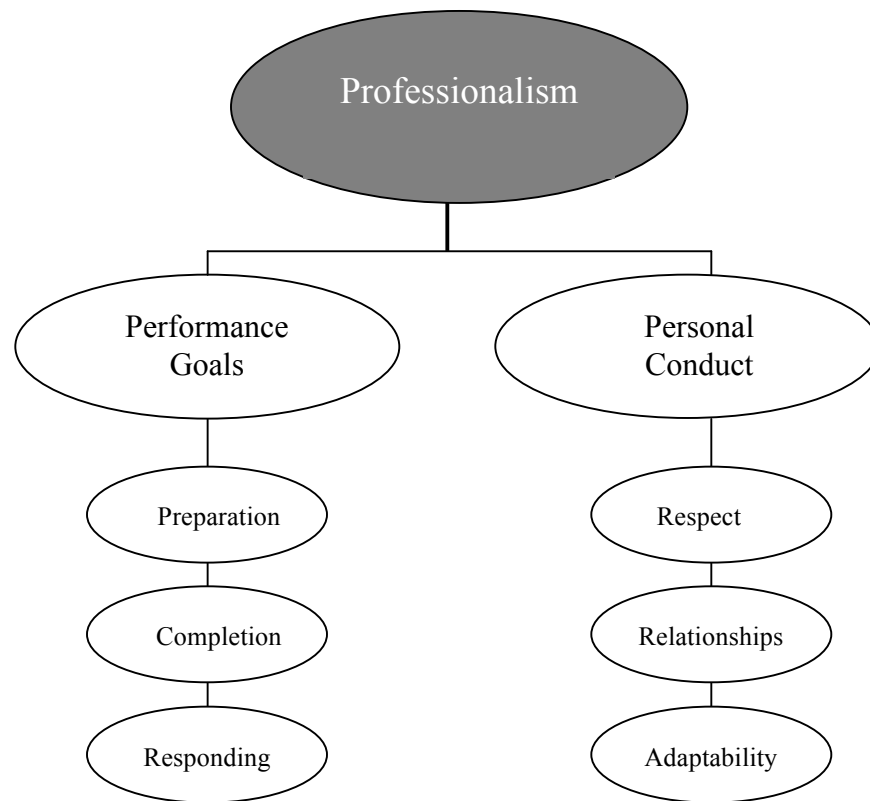 Professionalism
Performance
Goals
Personal
Conduct
Preparation
Respect
Completion
Relationships
Responding
Adaptability